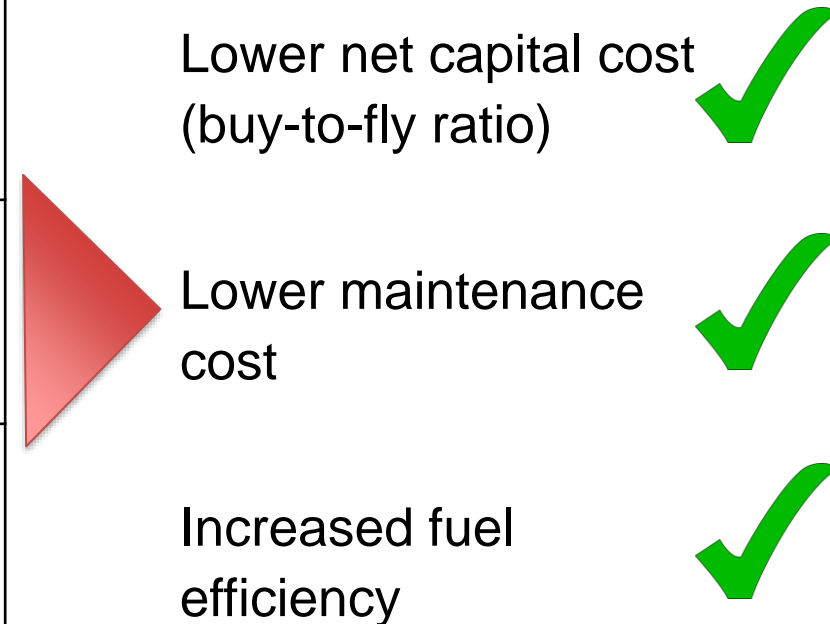 Lower net capital cost
(buy-to-fly ratio)
Lower maintenance
cost
Increased fuel
efficiency